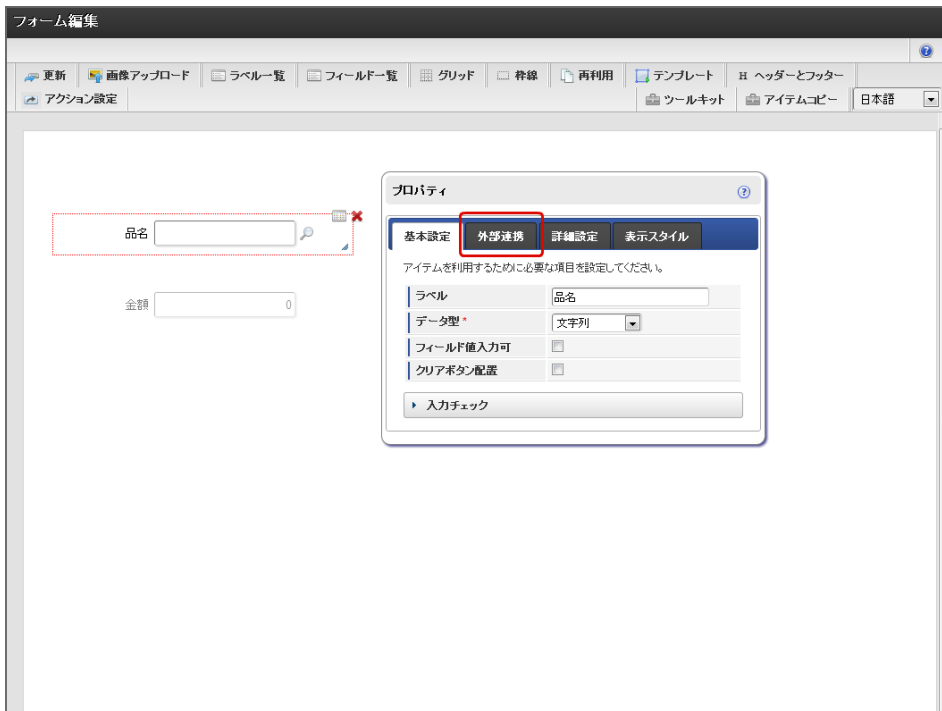 フォーム編集
更新 画像アップロード ラベル一覧 フィールド一覧 グリッド 枠線 再利用 テンプレート H ヘッダーとフッター
アクション設定 ツールキット アイテムコピー 日本語
プロパティ
品名
基本設定 外部連携 詳細設定 表示スタイル
アイテムを利用するために必要な項目を設定してください。
ラベル 品名
金額 0
データ型* 文字列
フィールド値入力可
クリアボタン配置
入力チェック